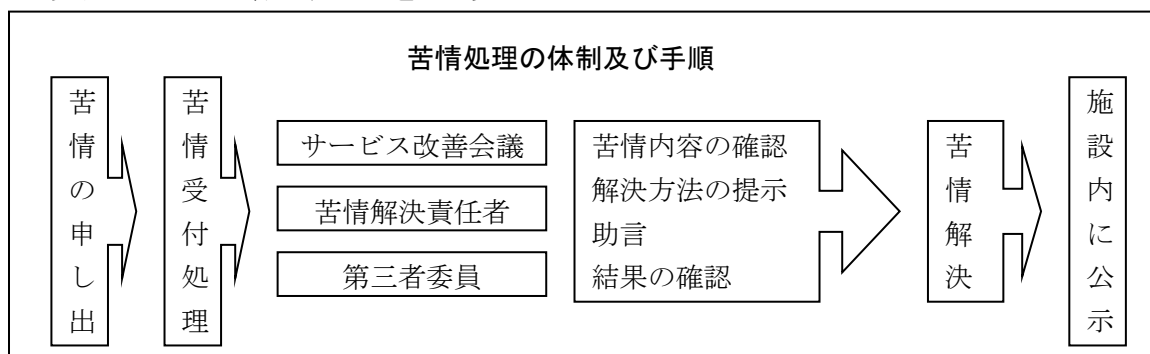 苦情処理の体制及び手順
苦情の申し出
苦情受付処理
サービス改善会議
苦情解決責任者
第三者委員
苦情内容の確認
解決方法の提示
助言
結果の確認
苦情解決
施設内に公示